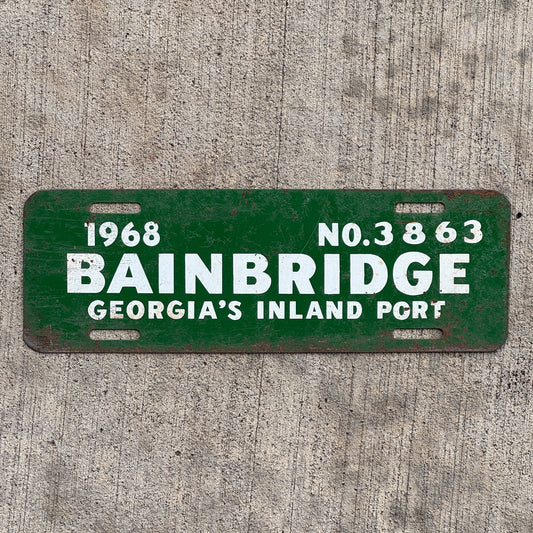 1968 NO. 3863
BAINBRIDGE
GEORGIA'S INLAND PORT